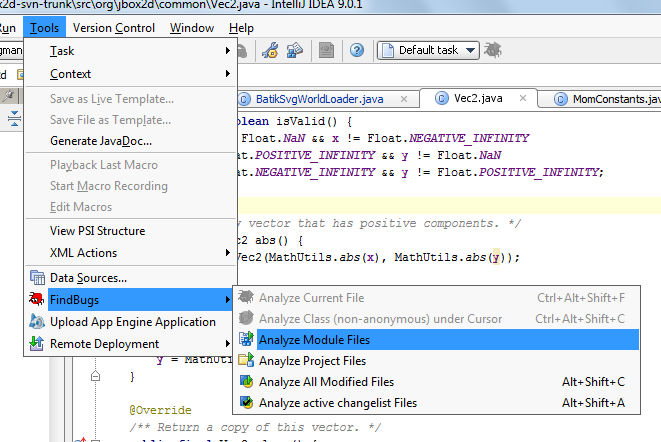 x2d-svn-trunk\src\org\jbox2d\common\Vec2.java - IntelliJ IDEA 9.0.1
Run Tools Version Control Window Help
Default task
BatikSvgWorldLoader.java Vec2.java MomConstants.java
Task
Context
Save as Live Template...
Save File as Template...
Generate JavaDoc...
Playback Last Macro
Start Macro Recording
Edit Macros
View PSI Structure
XML Actions
Data Sources...
FindBugs
Upload App Engine Application
Remote Deployment
olean isValid() {
Float.NaN && x != Float.NEGATIVE_INFINITY
Float.POSITIVE_INFINITY && y != Float.NaN
Float.NEGATIVE_INFINITY && y != Float.POSITIVE_INFINITY;
y vector that has positive components. */
c2 abs() {
Vec2(MathUtils.abs(x), MathUtils.abs(y));
Analyze Current File Ctrl+Alt+Shift+F
Analyze Class (non-anonymous) under Cursor Ctrl+Alt+Shift+C
Analyze Module Files
Anaylze Project Files
Analyze All Modified Files Alt+Shift+C
Analyze active changelist Files Alt+Shift+A
y = MathUt
}
@Override
/** Return a copy of this vector. */